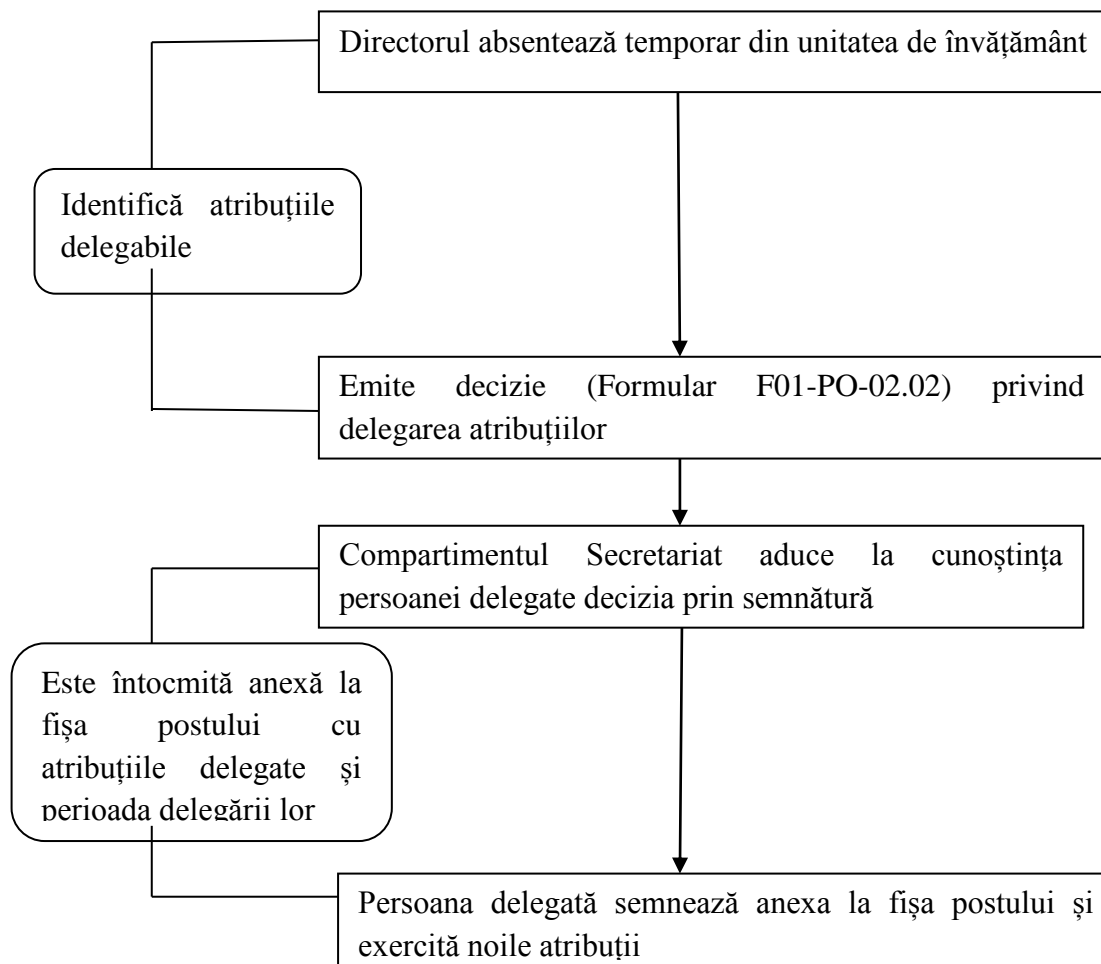 Directorul absentează temporar din unitatea de învățământ
Identifică atribuțiile
delegabile
Emite decizie (Formular F01-PO-02.02) privind
delegarea atribuțiilor
Compartimentul Secretariat aduce la cunoștința
persoanei delegate decizia prin semnătură
Este întocmită anexă la
fișa postului cu
atribuțiile delegate și
perioada delegării lor
Persoana delegată semnează anexa la fișa postului și
exercită noile atribuții